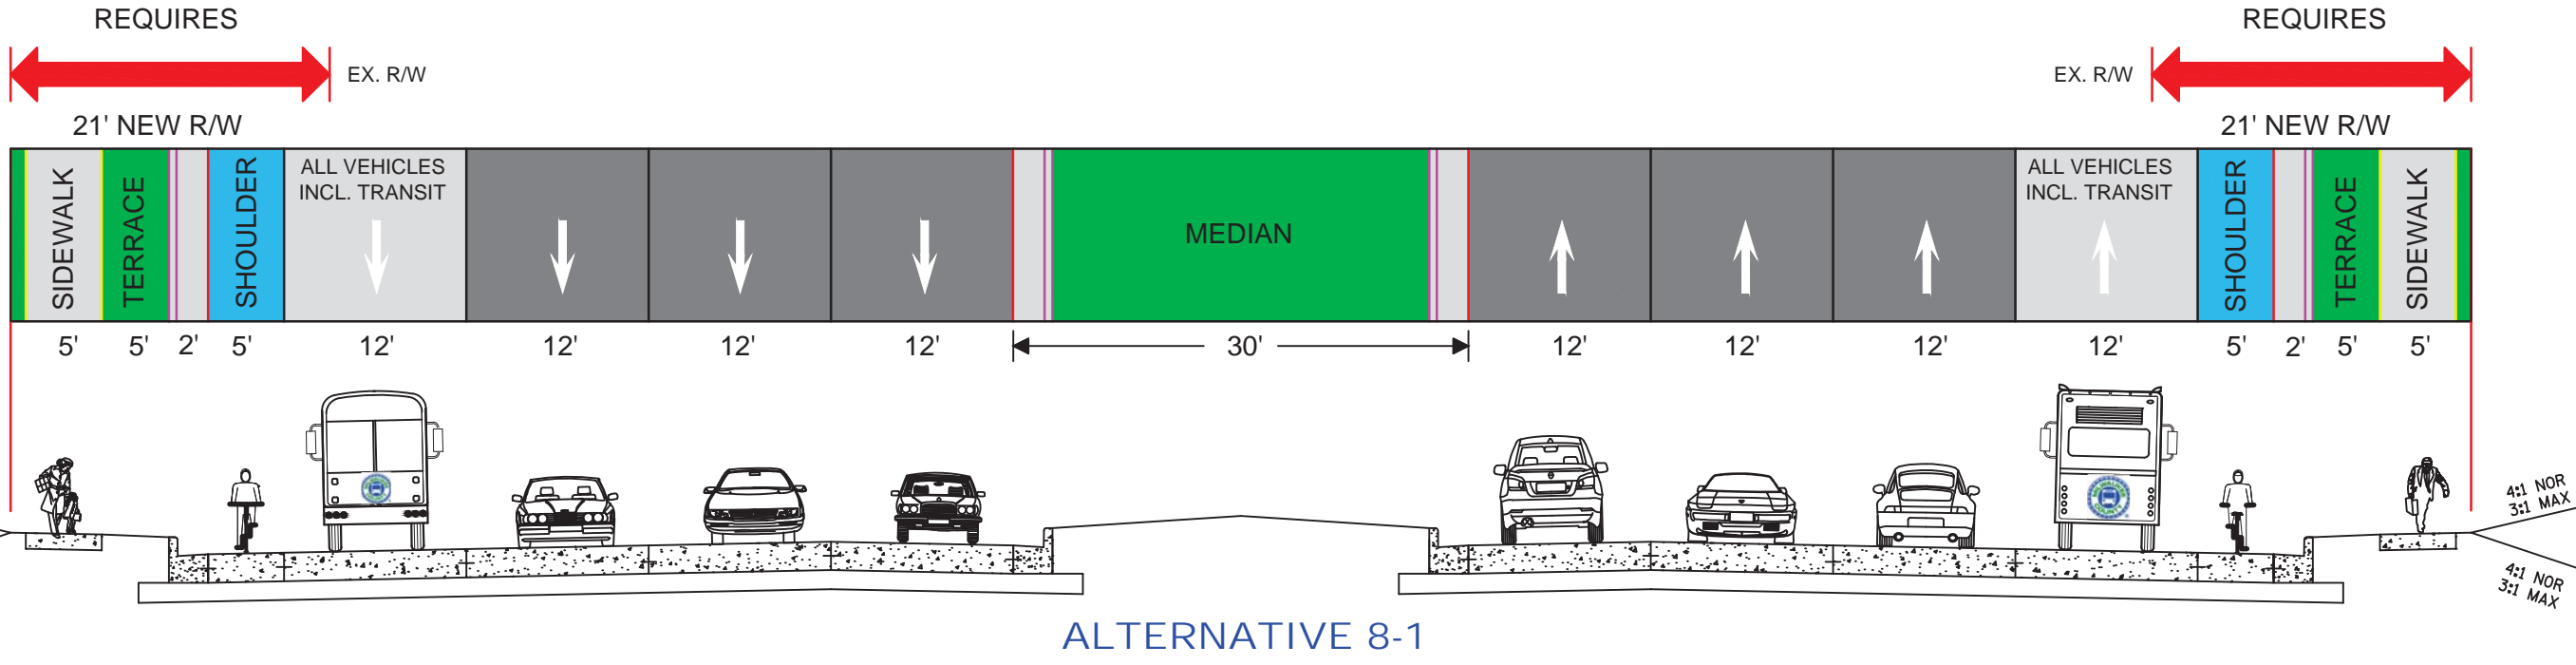 REQUIRES
REQUIRES
EX. R/W
EX. R/W
21' NEW R/W
21' NEW R/W
SIDEWALK
TERRACE
SHOULDER
ALL VEHICLES
INCL. TRANSIT
MEDIAN
ALL VEHICLES
INCL. TRANSIT
SHOULDER
TERRACE
SIDEWALK
5' 5' 2' 5' 12' 12' 12' 12' 30' 12' 12' 12' 12' 5' 2' 5' 5'
4:1 NOR
3:1 MAX
4:1 NOR
3:1 MAX
ALTERNATIVE 8-1